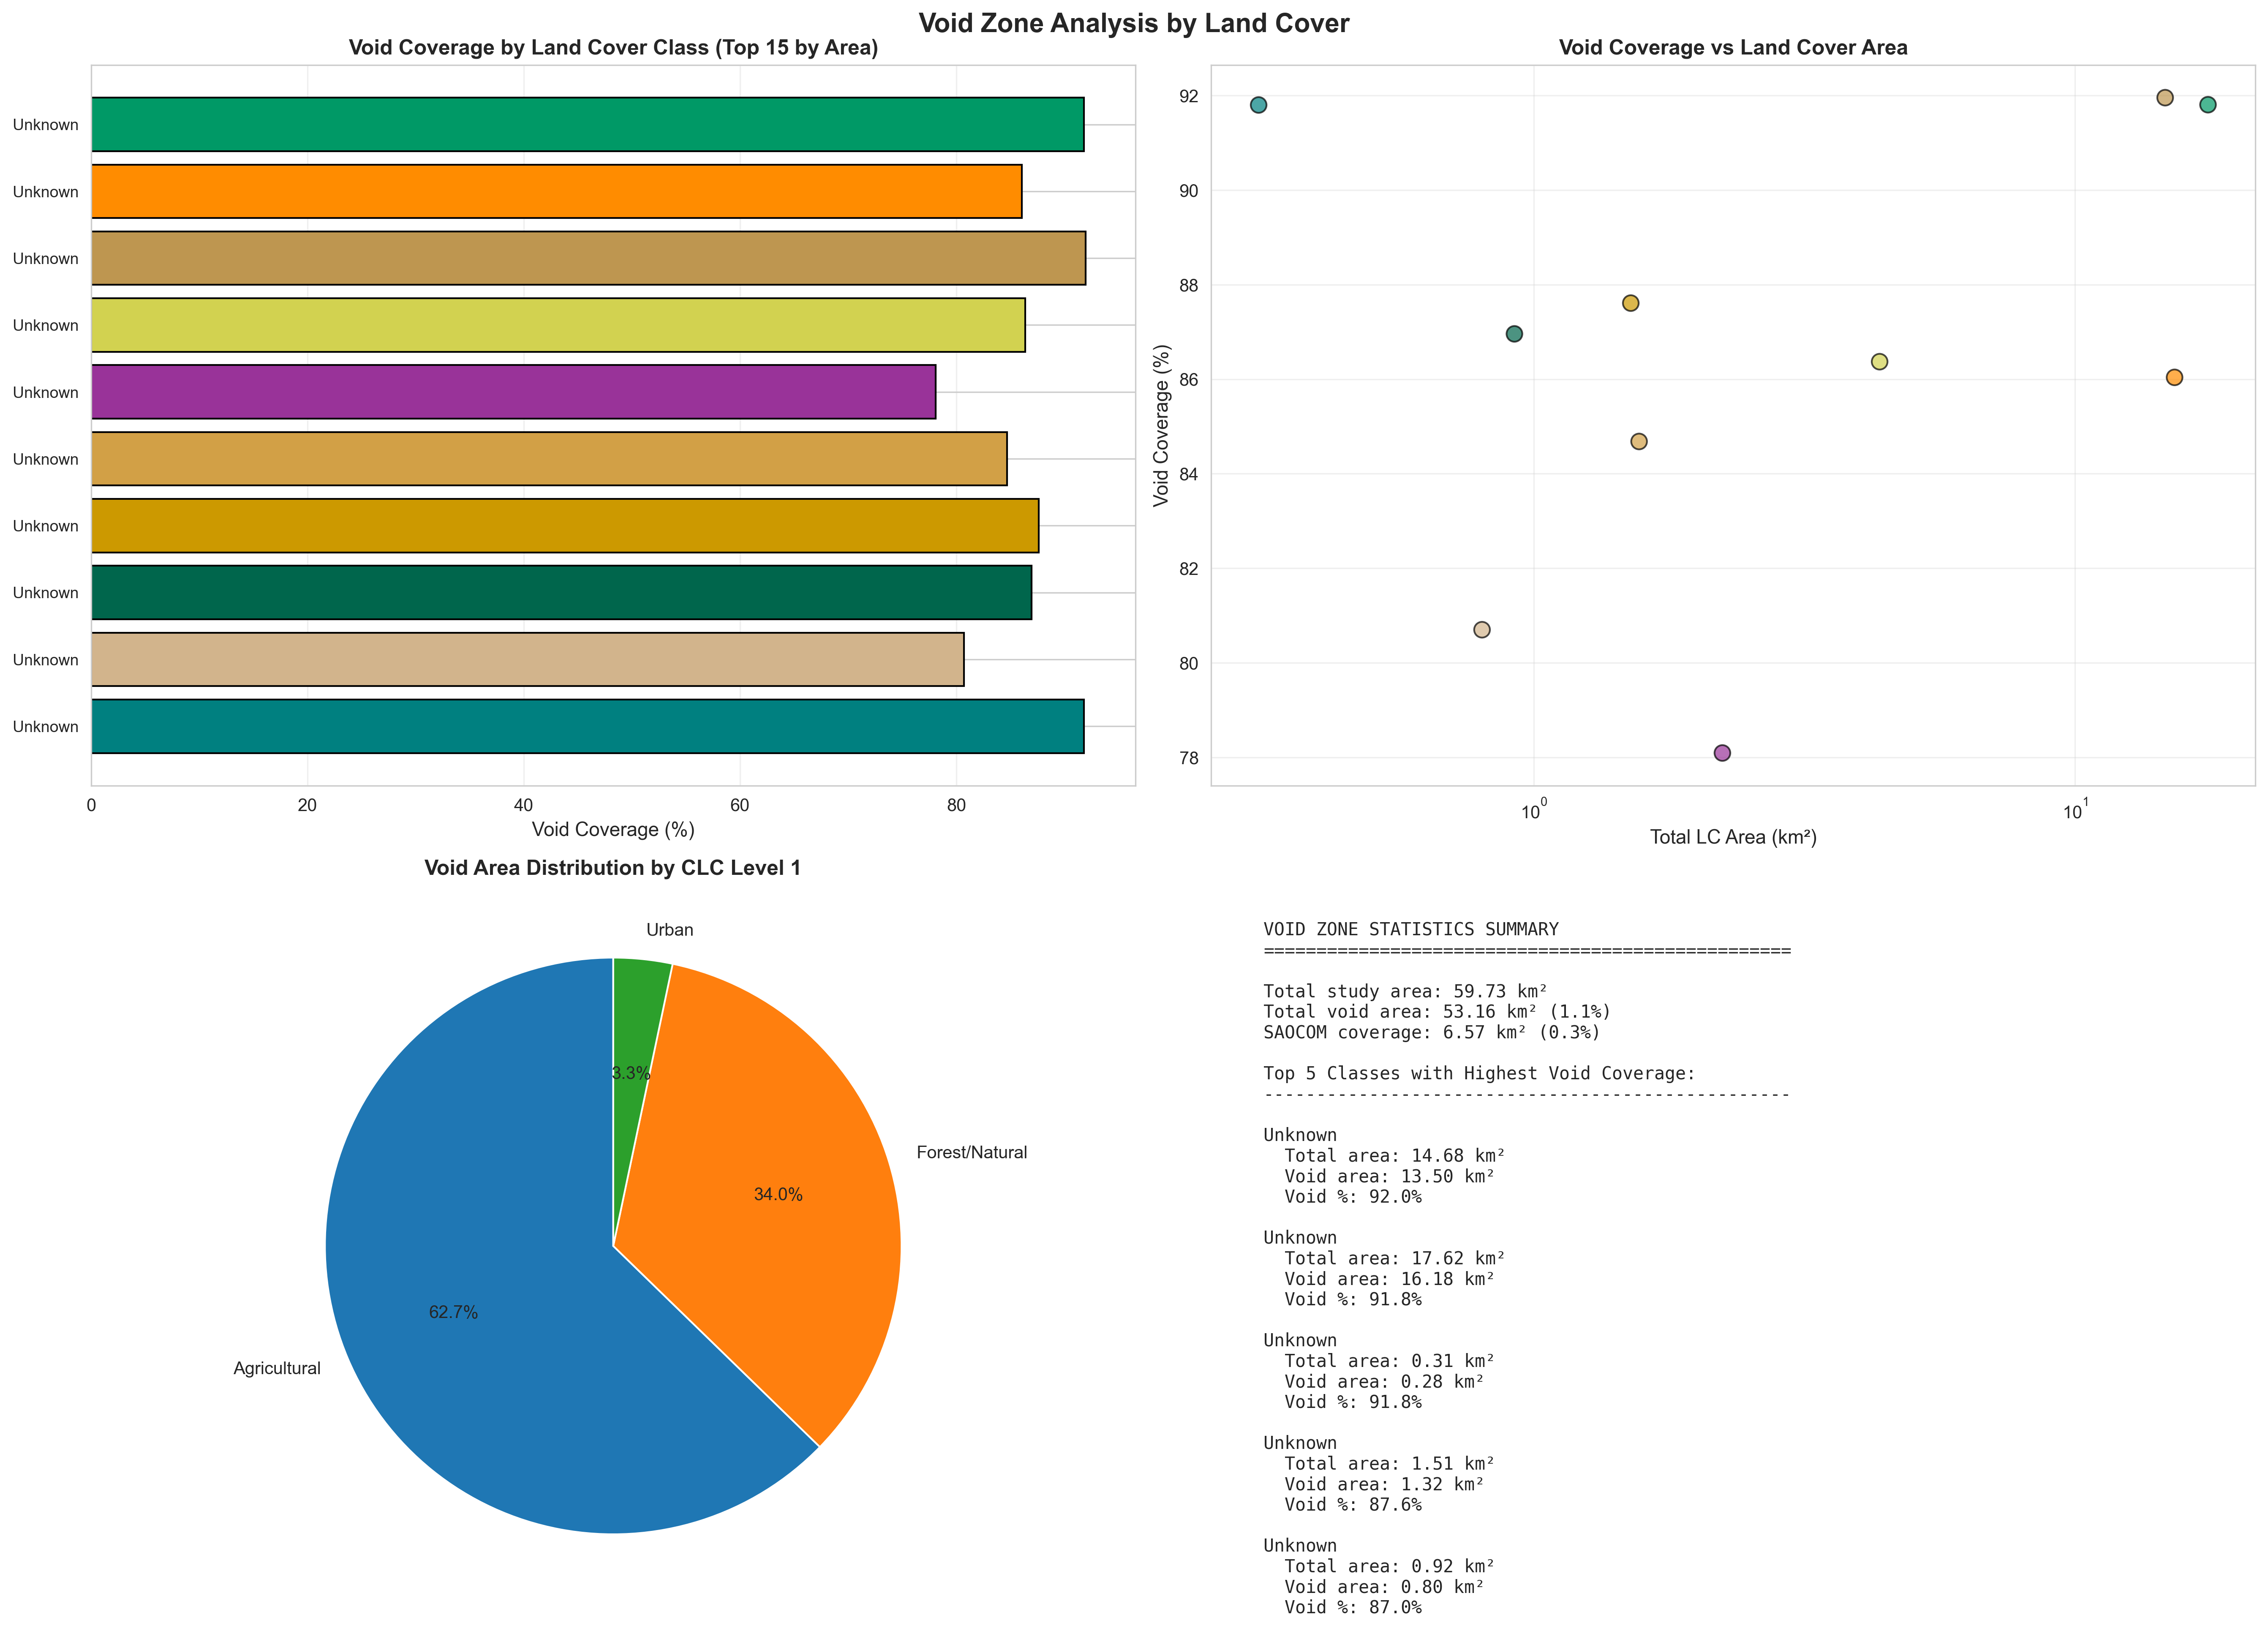 Void Zone Analysis by Land Cover
Void Coverage by Land Cover Class (Top 15 by Area)
Unknown
Unknown
Unknown
Unknown
Unknown
Unknown
Unknown
Unknown
Unknown
Unknown
0 20 40 60 80
Void Coverage (%)
Void Coverage vs Land Cover Area
Void Coverage (%)
92
90
88
86
84
82
80
78
10⁰ 10¹
Total LC Area (km²)
Void Area Distribution by CLC Level 1
Urban
3.3%
Forest/Natural
34.0%
62.7%
Agricultural
VOID ZONE STATISTICS SUMMARY
==================================================
Total study area: 59.73 km²
Total void area: 53.16 km² (1.1%)
SAOCOM coverage: 6.57 km² (0.3%)
Top 5 Classes with Highest Void Coverage:
--------------------------------------------------
Unknown
Total area: 14.68 km²
Void area: 13.50 km²
Void %: 92.0%
Unknown
Total area: 17.62 km²
Void area: 16.18 km²
Void %: 91.8%
Unknown
Total area: 0.31 km²
Void area: 0.28 km²
Void %: 91.8%
Unknown
Total area: 1.51 km²
Void area: 1.32 km²
Void %: 87.6%
Unknown
Total area: 0.92 km²
Void area: 0.80 km²
Void %: 87.0%